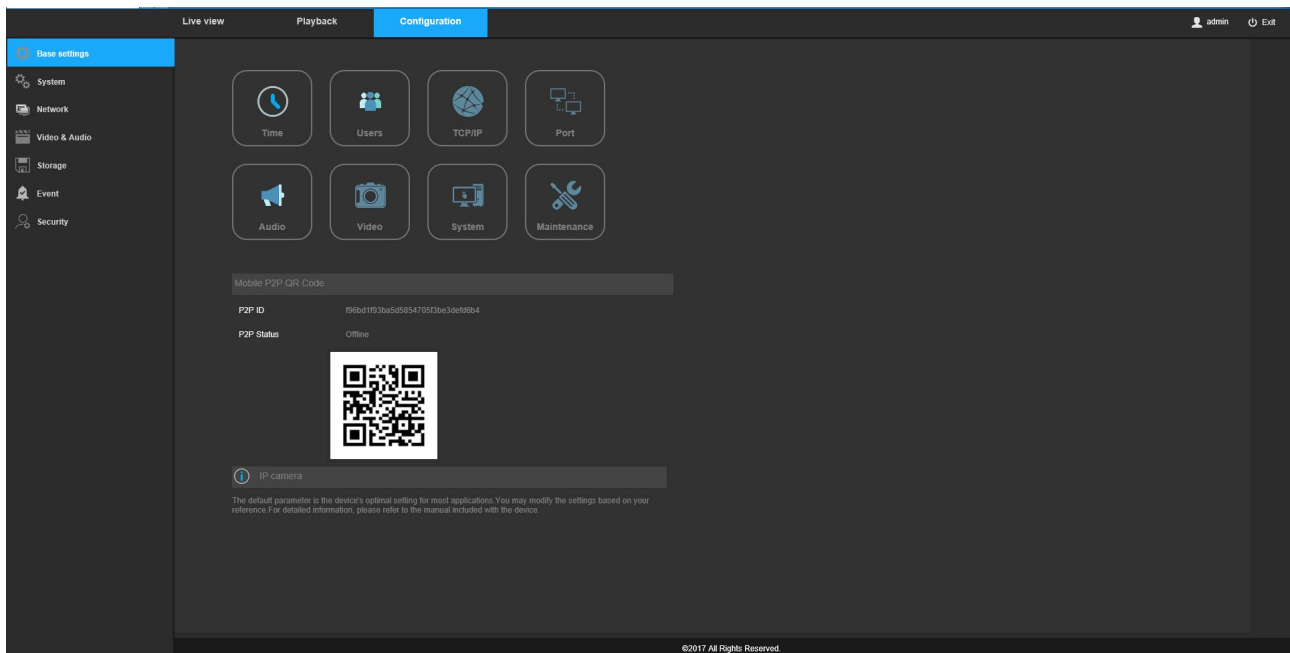 Live view Playback Configuration admin Exit
Base settings
System
Network
Video & Audio
Storage
Event
Security
Time Users TCP/IP Port
Audio Video System Maintenance
Mobile P2P QR Code
P2P ID f96bd1f93ba5d5854705f3be3defd6b4
P2P Status Offline
IP camera
The default parameter is the device's optimal setting for most applications.You may modify the settings based on your
reference.For detailed information, please refer to the manual included with the device.
©2017 All Rights Reserved.